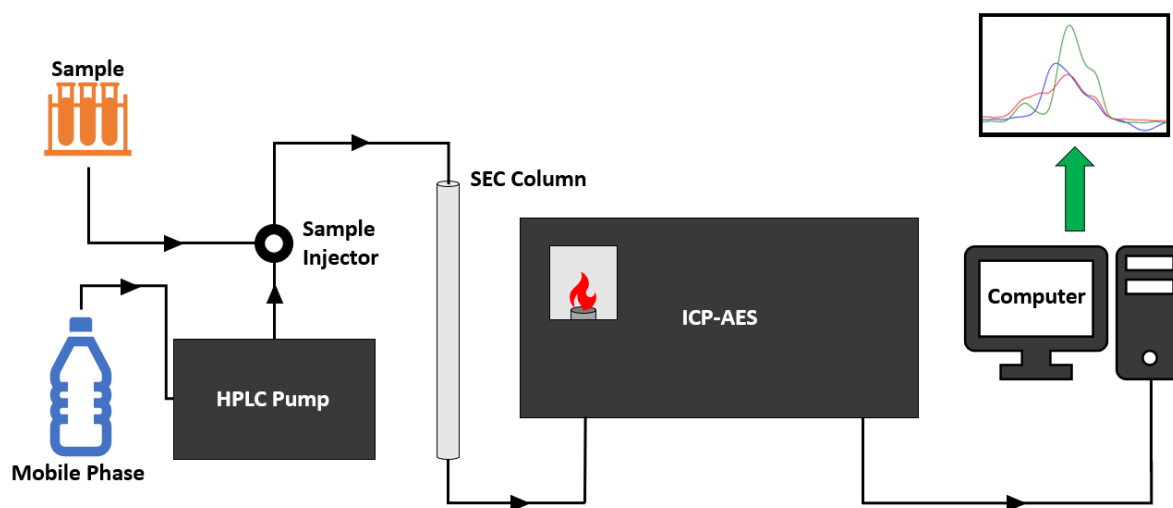 Sample
SEC Column
Sample
Injector
HPLC Pump
Mobile Phase
ICP-AES
Computer